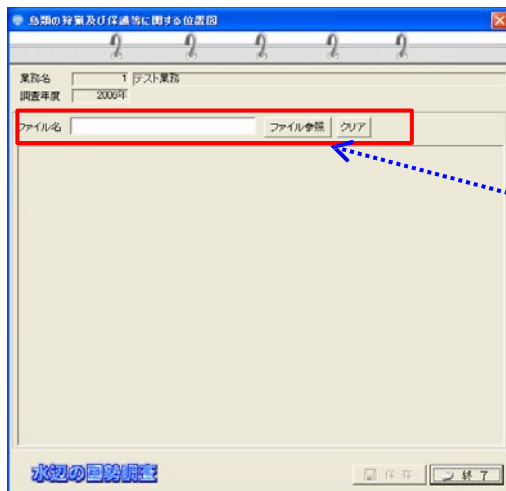 鳥類の狩猟及び保護等に関する位置図
業務名 1 テスト業務
調査年度 2006年
ファイル名 ファイル参照 クリア
水辺の国勢調査
保存 終了